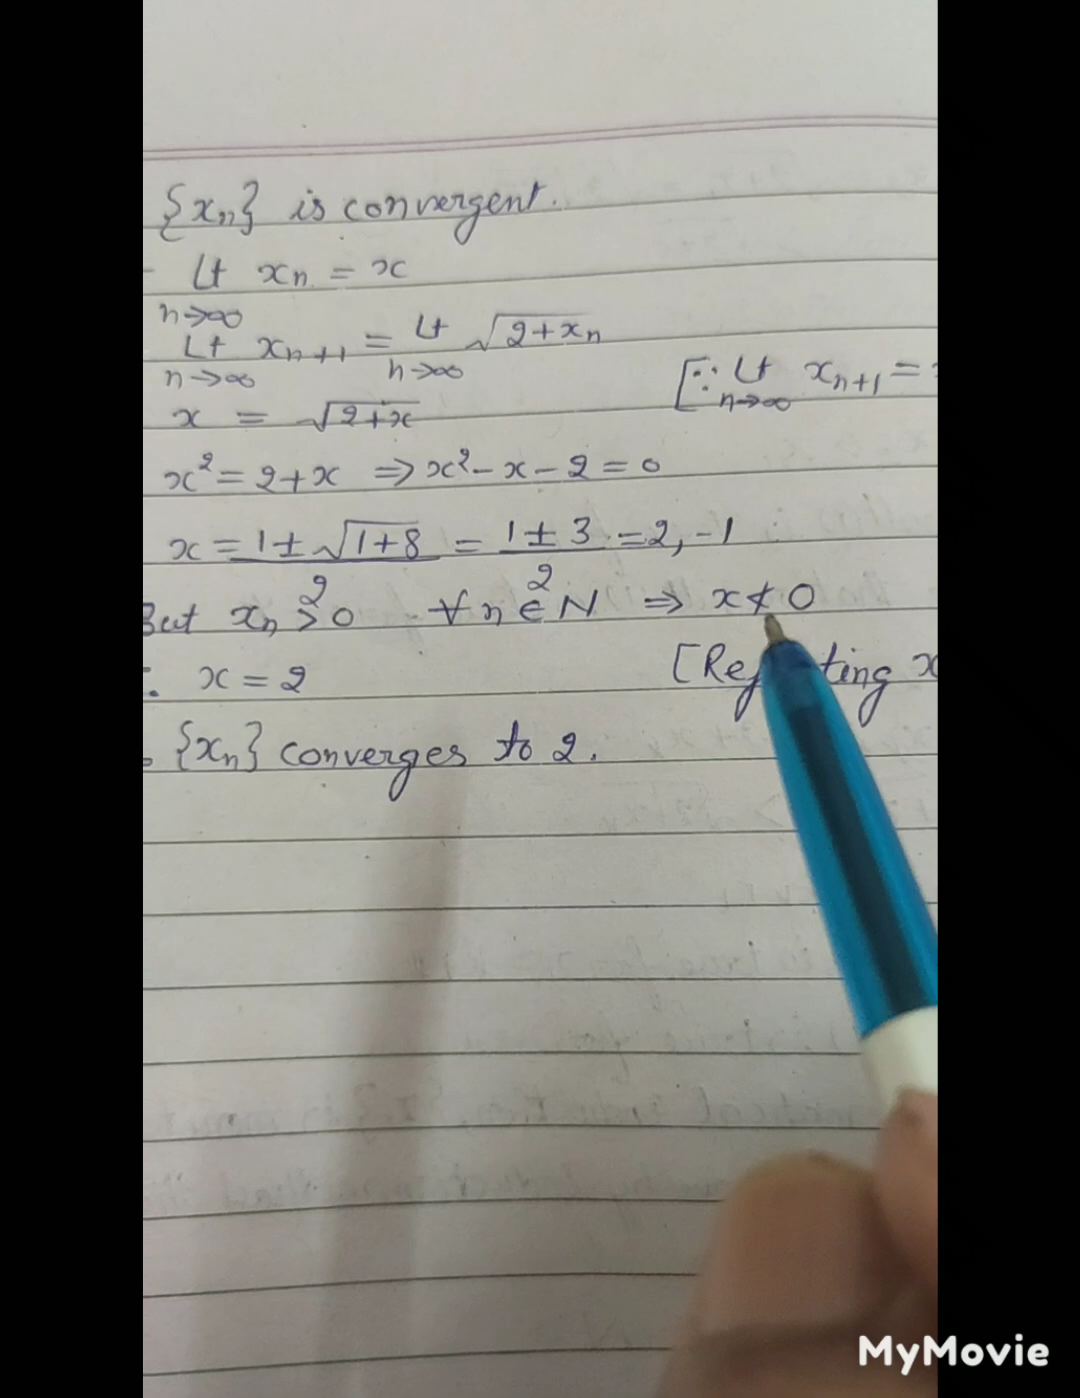 {xn} is convergent.
Lt xn = x
n→∞
Lt xn+1 = Lt √2+xn
n→∞ n→∞
[∵ Lt xn+1 =
n→∞
x = √2+x
x² = 2+x ⇒ x²-x-2 = 0
x = 1±√1+8 = 1±3 = 2, -1
2 2
But xn > 0 ∀ n ∈ N ⇒ x ≮ 0
∴ x = 2 [Rejecting x
{xn} converges to 2.
MyMovie